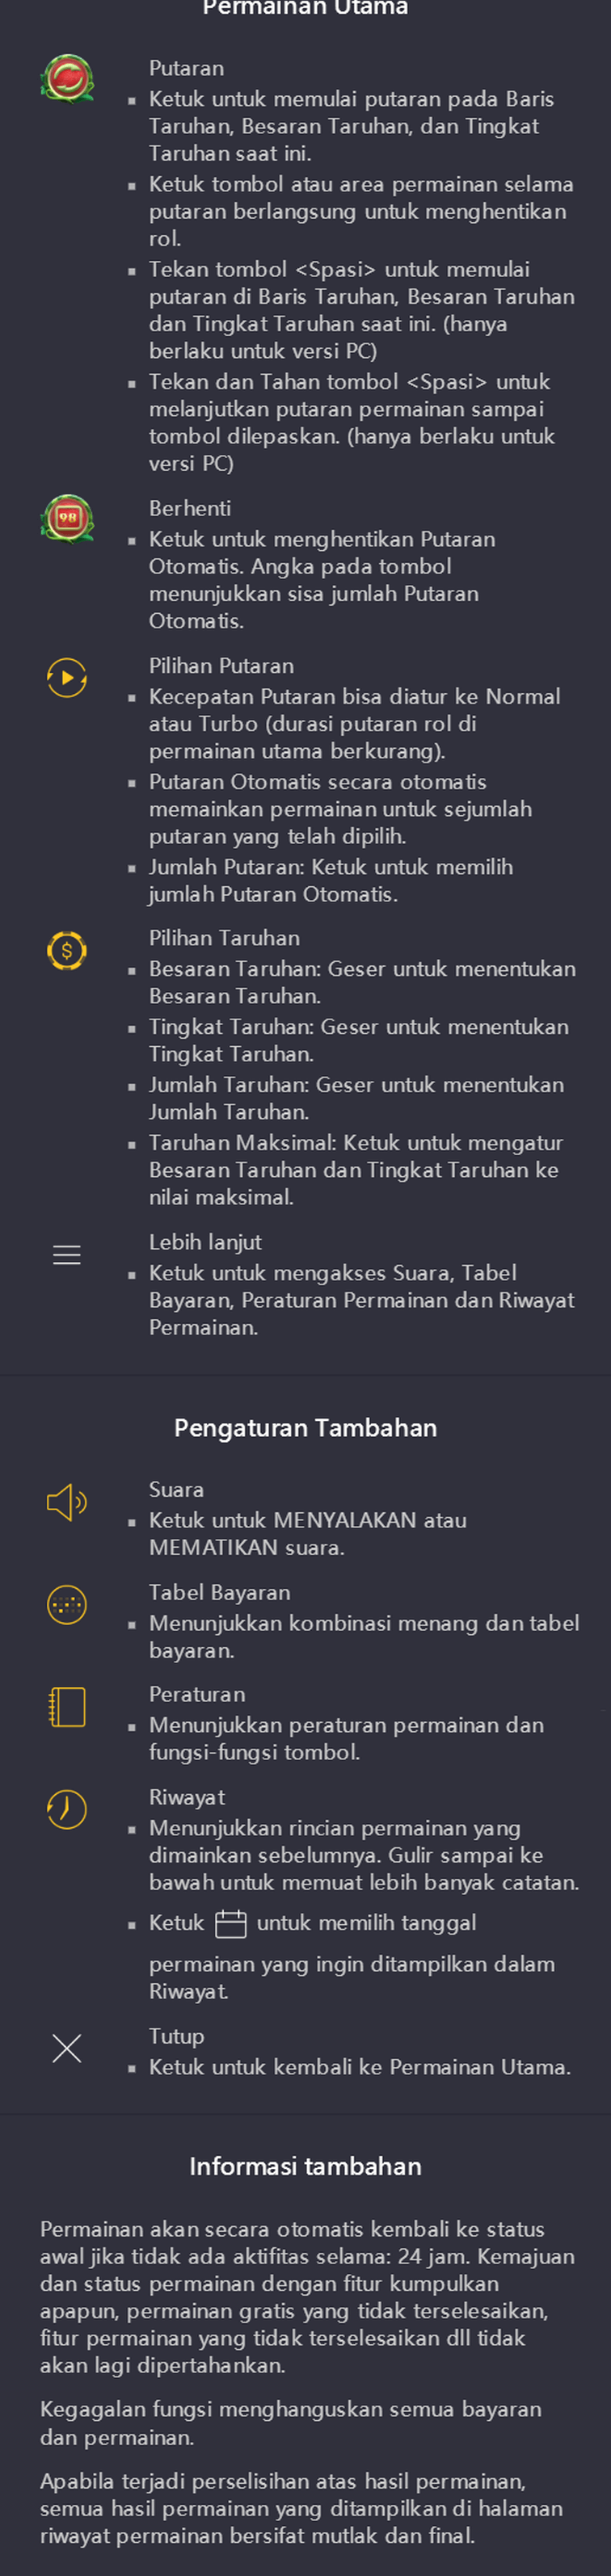 Permainan Utama
Putaran
Ketuk untuk memulai putaran pada Baris
Taruhan, Besaran Taruhan, dan Tingkat
Taruhan saat ini.
Ketuk tombol atau area permainan selama
putaran berlangsung untuk menghentikan
rol.
Tekan tombol <Spasi> untuk memulai
putaran di Baris Taruhan, Besaran Taruhan
dan Tingkat Taruhan saat ini. (hanya
berlaku untuk versi PC)
Tekan dan Tahan tombol <Spasi> untuk
melanjutkan putaran permainan sampai
tombol dilepaskan. (hanya berlaku untuk
versi PC)
98
Berhenti
Ketuk untuk menghentikan Putaran
Otomatis. Angka pada tombol
menunjukkan sisa jumlah Putaran
Otomatis.
Pilihan Putaran
Kecepatan Putaran bisa diatur ke Normal
atau Turbo (durasi putaran rol di
permainan utama berkurang).
Putaran Otomatis secara otomatis
memainkan permainan untuk sejumlah
putaran yang telah dipilih.
Jumlah Putaran: Ketuk untuk memilih
jumlah Putaran Otomatis.
$
Pilihan Taruhan
Besaran Taruhan: Geser untuk menentukan
Besaran Taruhan.
Tingkat Taruhan: Geser untuk menentukan
Tingkat Taruhan.
Jumlah Taruhan: Geser untuk menentukan
Jumlah Taruhan.
Taruhan Maksimal: Ketuk untuk mengatur
Besaran Taruhan dan Tingkat Taruhan ke
nilai maksimal.
Lebih lanjut
Ketuk untuk mengakses Suara, Tabel
Bayaran, Peraturan Permainan dan Riwayat
Permainan.
Pengaturan Tambahan
Suara
Ketuk untuk MENYALAKAN atau
MEMATIKAN suara.
Tabel Bayaran
Menunjukkan kombinasi menang dan tabel
bayaran.
Peraturan
Menunjukkan peraturan permainan dan
fungsi-fungsi tombol.
Riwayat
Menunjukkan rincian permainan yang
dimainkan sebelumnya. Gulir sampai ke
bawah untuk memuat lebih banyak catatan.
Ketuk untuk memilih tanggal
permainan yang ingin ditampilkan dalam
Riwayat.
Tutup
Ketuk untuk kembali ke Permainan Utama.
Informasi tambahan
Permainan akan secara otomatis kembali ke status
awal jika tidak ada aktifitas selama: 24 jam. Kemajuan
dan status permainan dengan fitur kumpulkan
apapun, permainan gratis yang tidak terselesaikan,
fitur permainan yang tidak terselesaikan dll tidak
akan lagi dipertahankan.
Kegagalan fungsi menghanguskan semua bayaran
dan permainan.
Apabila terjadi perselisihan atas hasil permainan,
semua hasil permainan yang ditampilkan di halaman
riwayat permainan bersifat mutlak dan final.